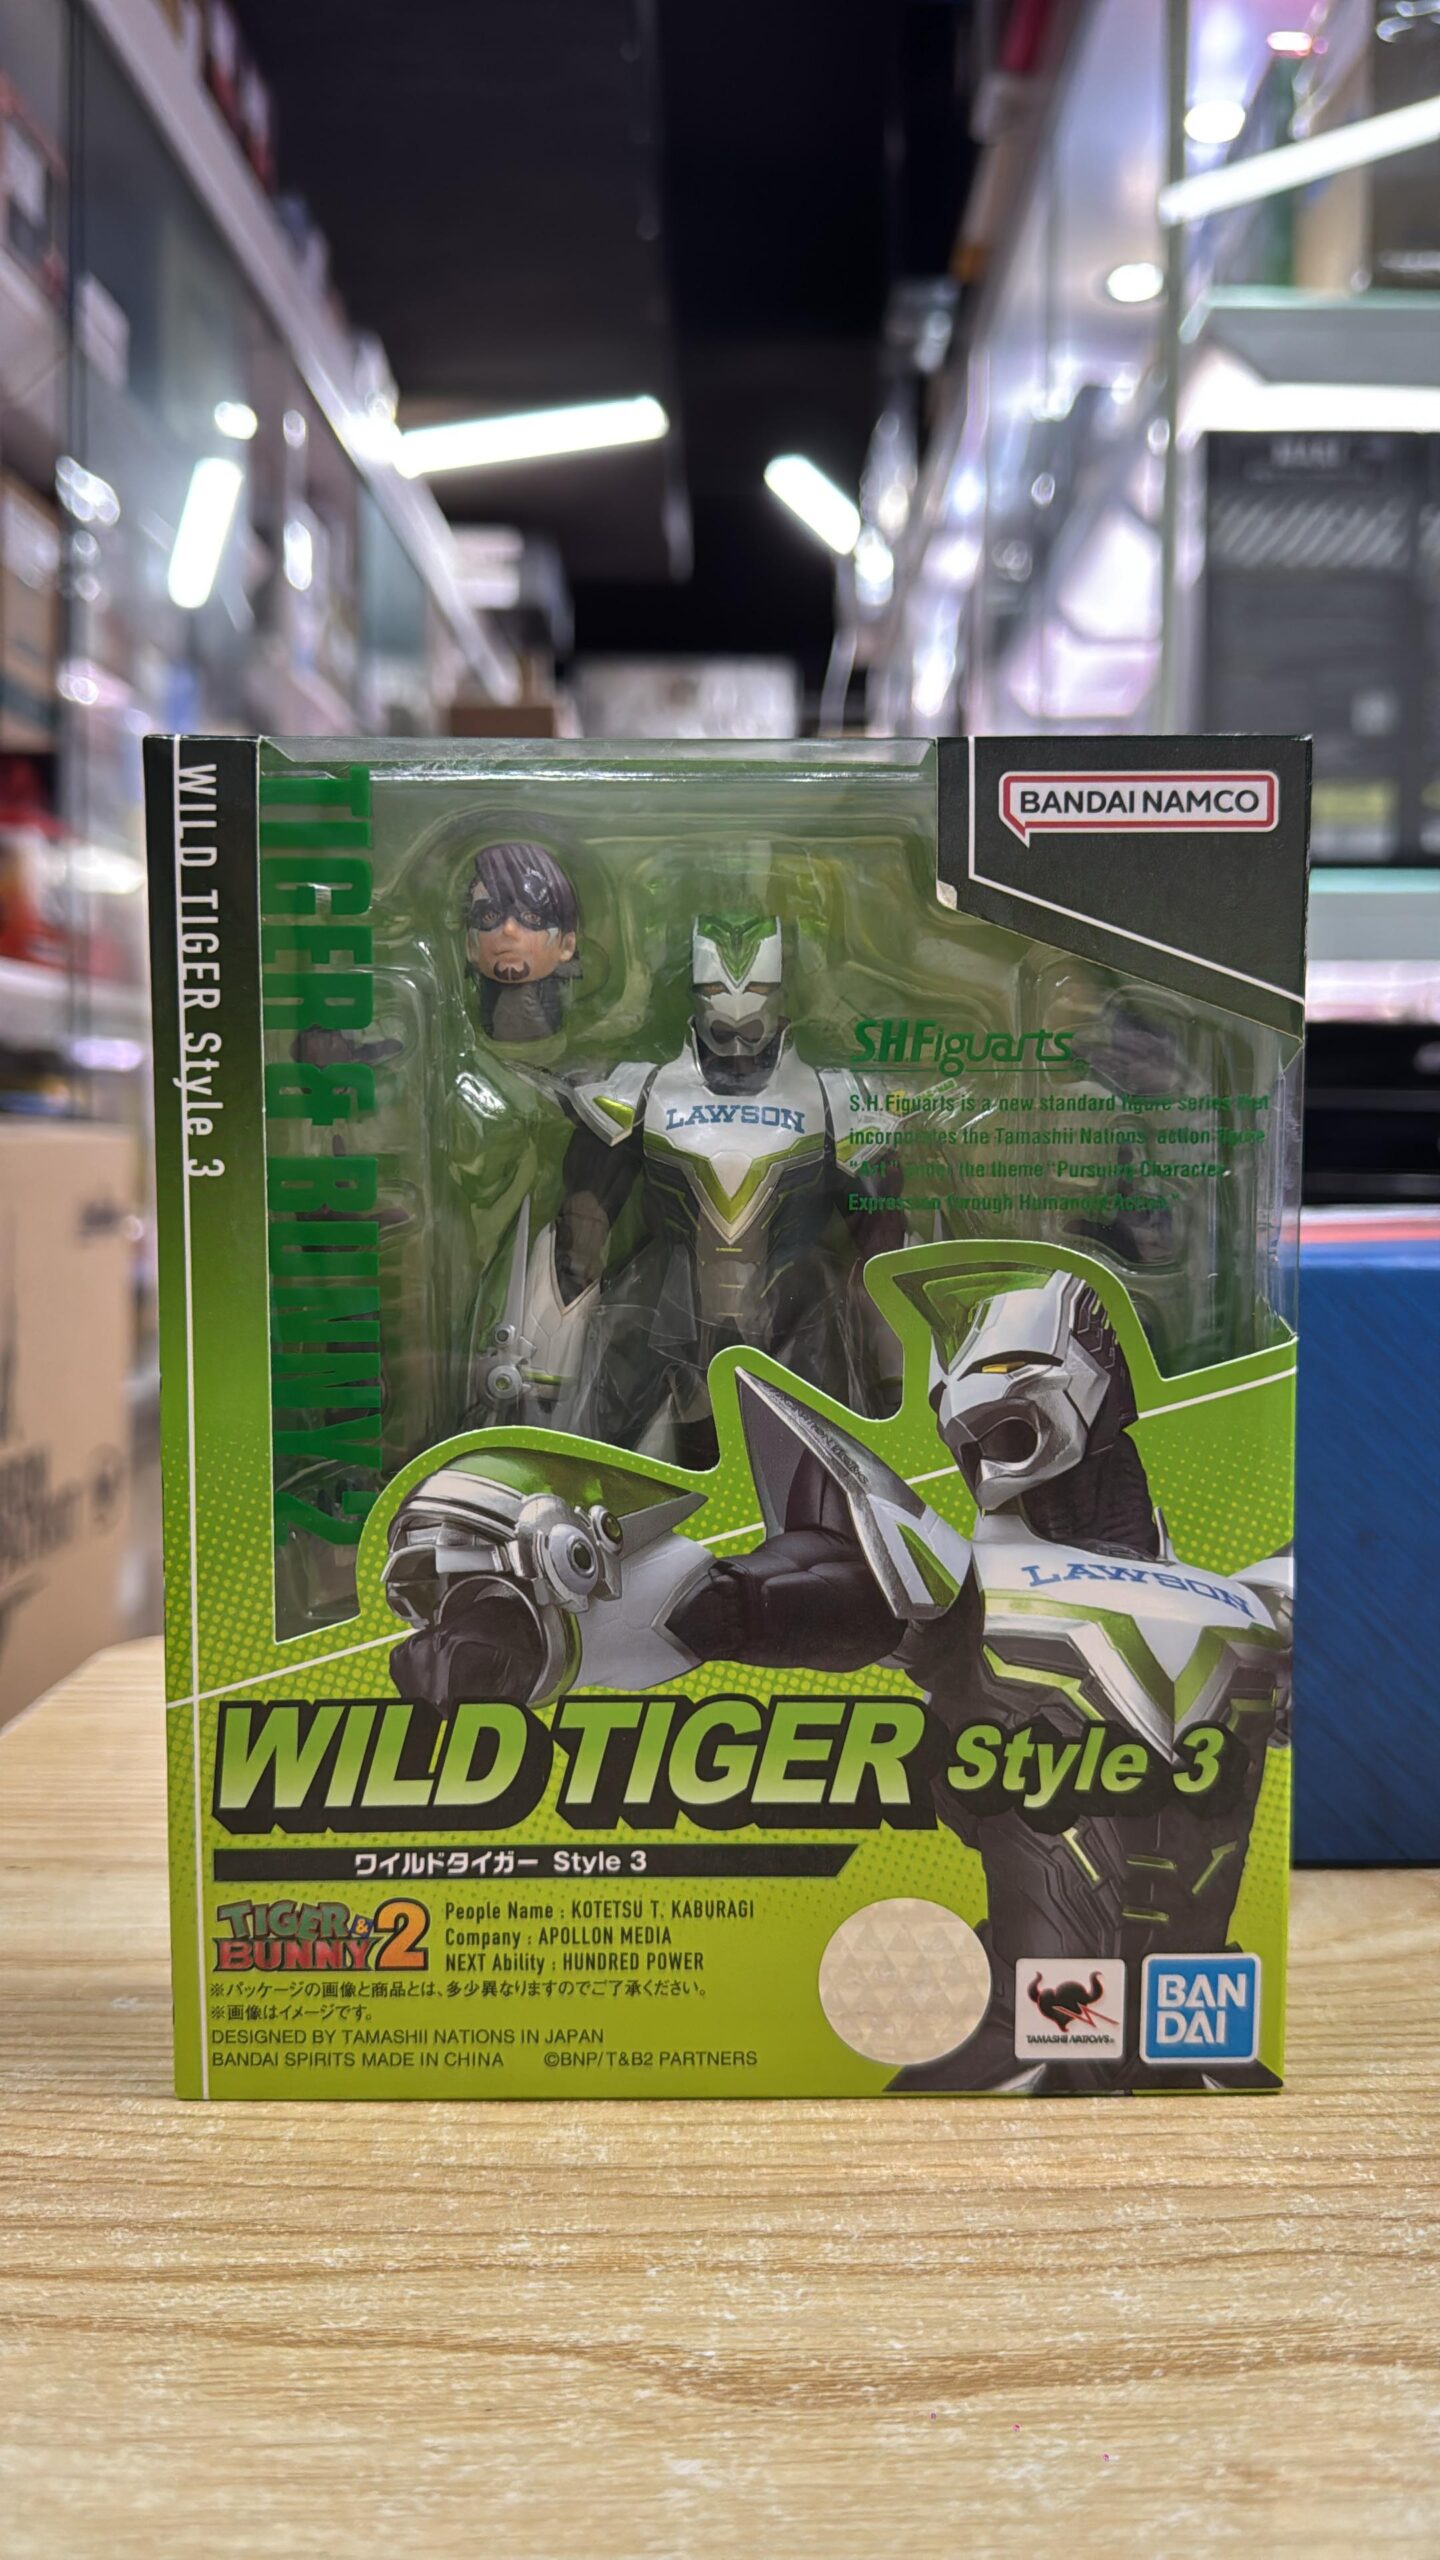 BANDAI NAMCO
WILD TIGER Style 3
TIGER & BUNNY 2
S.H.Figuarts
S.H.Figuarts is a new standard figure series that
incorporates the Tamashii Nations' action figure
"Art" under the theme "Pursuing Character
Expression through Humanoid Action."
LAWSON
LAWSON
WILD TIGER Style 3
ワイルドタイガー Style 3
TIGER & BUNNY 2
People Name : KOTETSU T. KABURAGI
Company : APOLLON MEDIA
NEXT Ability : HUNDRED POWER
※パッケージの画像と商品とは、多少異なりますのでご了承ください。
※画像はイメージです。
DESIGNED BY TAMASHII NATIONS IN JAPAN
BANDAI SPIRITS MADE IN CHINA ©BNP/T&B2 PARTNERS
TAMASHII NATIONS
BAN
DAI